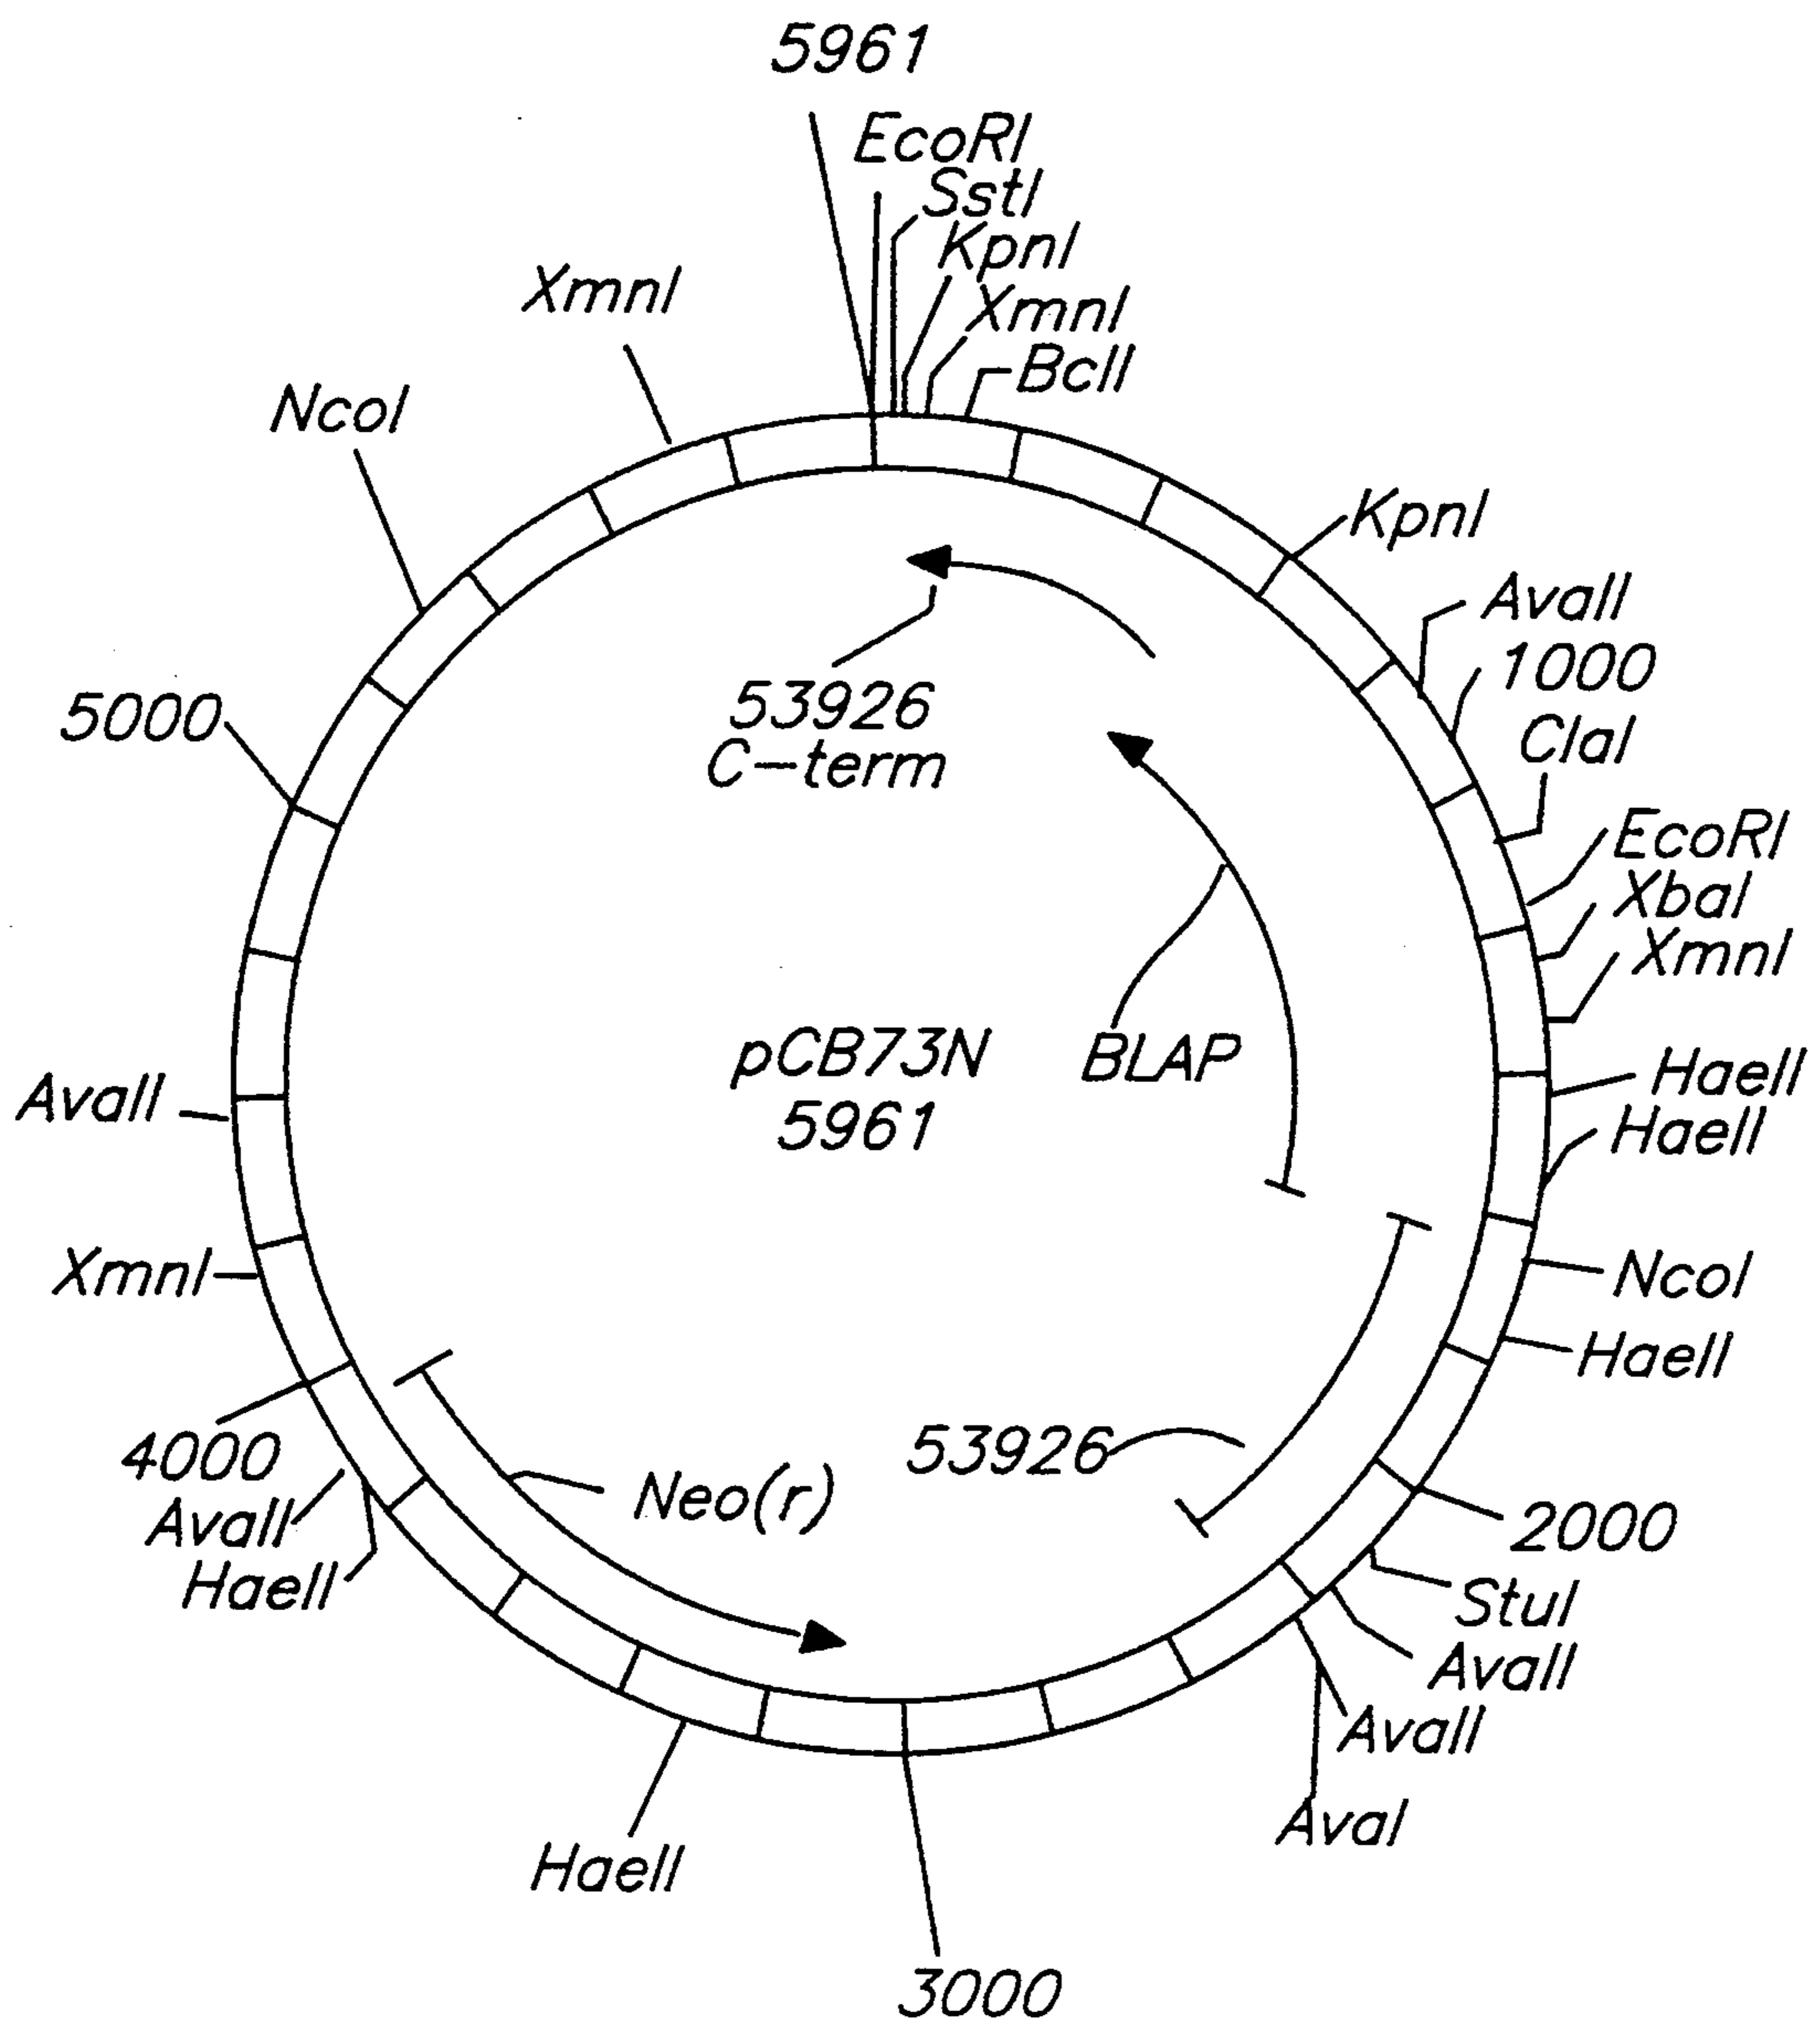 5961
EcoRI
SstI
KpnI
XmnI
BclI
XmnI
NcoI
KpnI
AvaII
1000
ClaI
EcoRI
XbaI
XmnI
HaeII
HaeII
NcoI
HaeII
2000
StuI
AvaII
AvaII
AvaI
3000
HaeII
HaeII
AvaII
4000
XmnI
AvaII
5000
53926
C-term
BLAP
pCB73N
5961
53926
Neo(r)